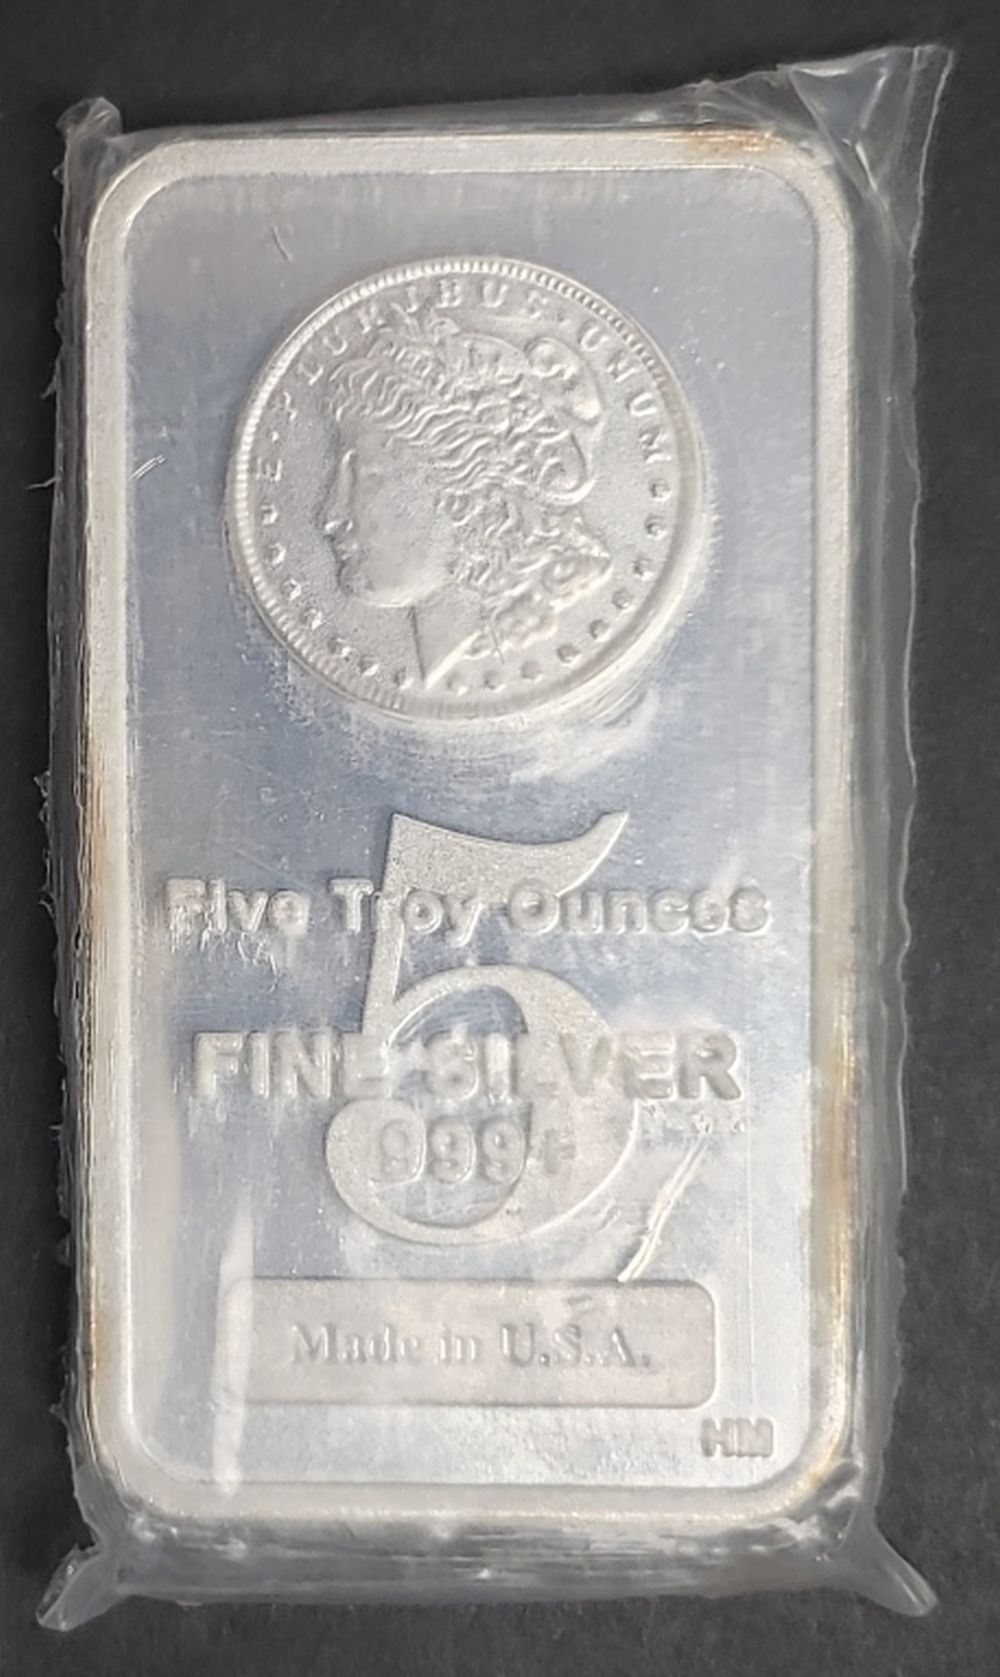 E·PLURIBUS·UNUM
5
Five Troy Ounces
FINE SILVER
999+
Made in U.S.A.
HM